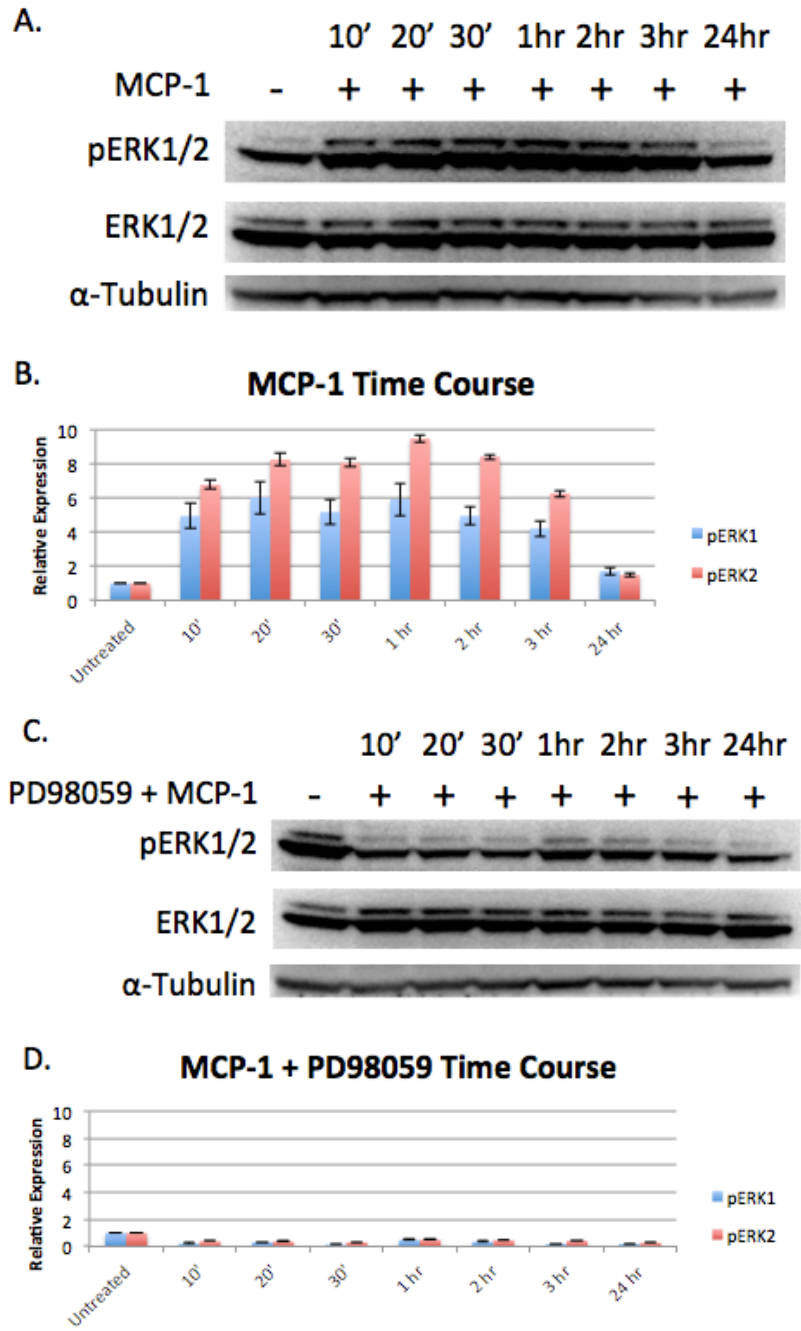 A.
10’ 20’ 30’ 1hr 2hr 3hr 24hr
MCP-1 - + + + + + + +
pERK1/2
ERK1/2
α-Tubulin
B.
MCP-1 Time Course
Relative Expression
10
8
6
4
2
0
Untreated 10' 20' 30' 1 hr 2 hr 3 hr 24 hr
pERK1
pERK2
C.
10’ 20’ 30’ 1hr 2hr 3hr 24hr
PD98059 + MCP-1 - + + + + + + +
pERK1/2
ERK1/2
α-Tubulin
D.
MCP-1 + PD98059 Time Course
Relative Expression
10
8
6
4
2
0
Untreated 10' 20' 30' 1 hr 2 hr 3 hr 24 hr
pERK1
pERK2